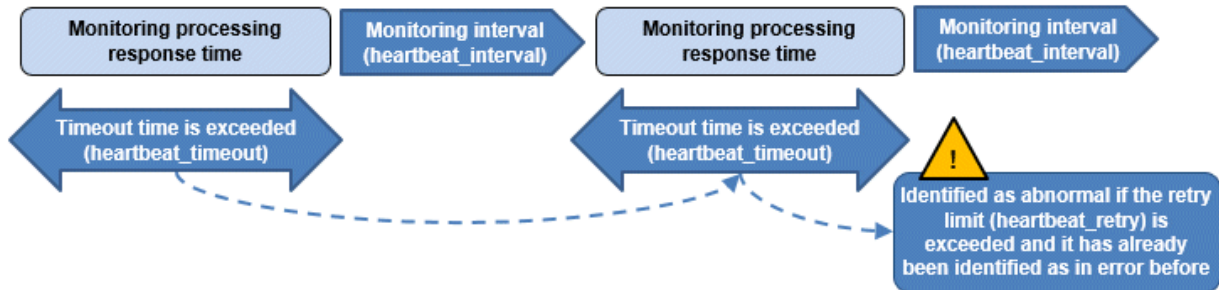 Monitoring processing
response time
Monitoring interval
(heartbeat_interval)
Monitoring processing
response time
Monitoring interval
(heartbeat_interval)
Timeout time is exceeded
(heartbeat_timeout)
Timeout time is exceeded
(heartbeat_timeout)
!
Identified as abnormal if the retry
limit (heartbeat_retry) is
exceeded and it has already
been identified as in error before